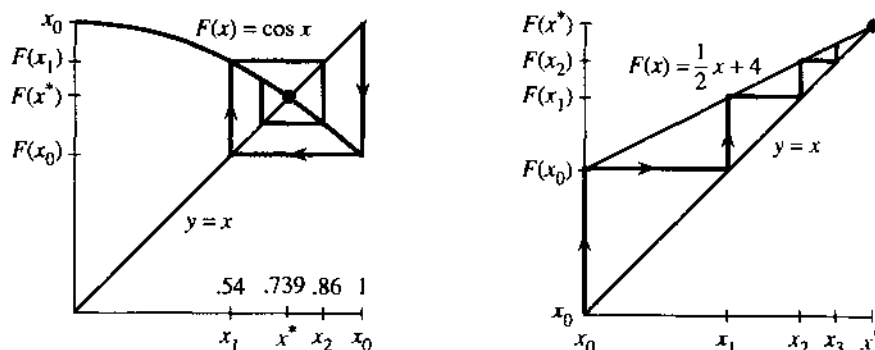 x₀
F(x) = cos x
F(x₁)
F(x*)
F(x₀)
y = x
.54 .739 .86 1
x₁ x* x₂ x₀
F(x*)
F(x₂)
F(x) = 1/2 x + 4
F(x₁)
y = x
F(x₀)
x₀
x₀ x₁ x₂ x₃ x*